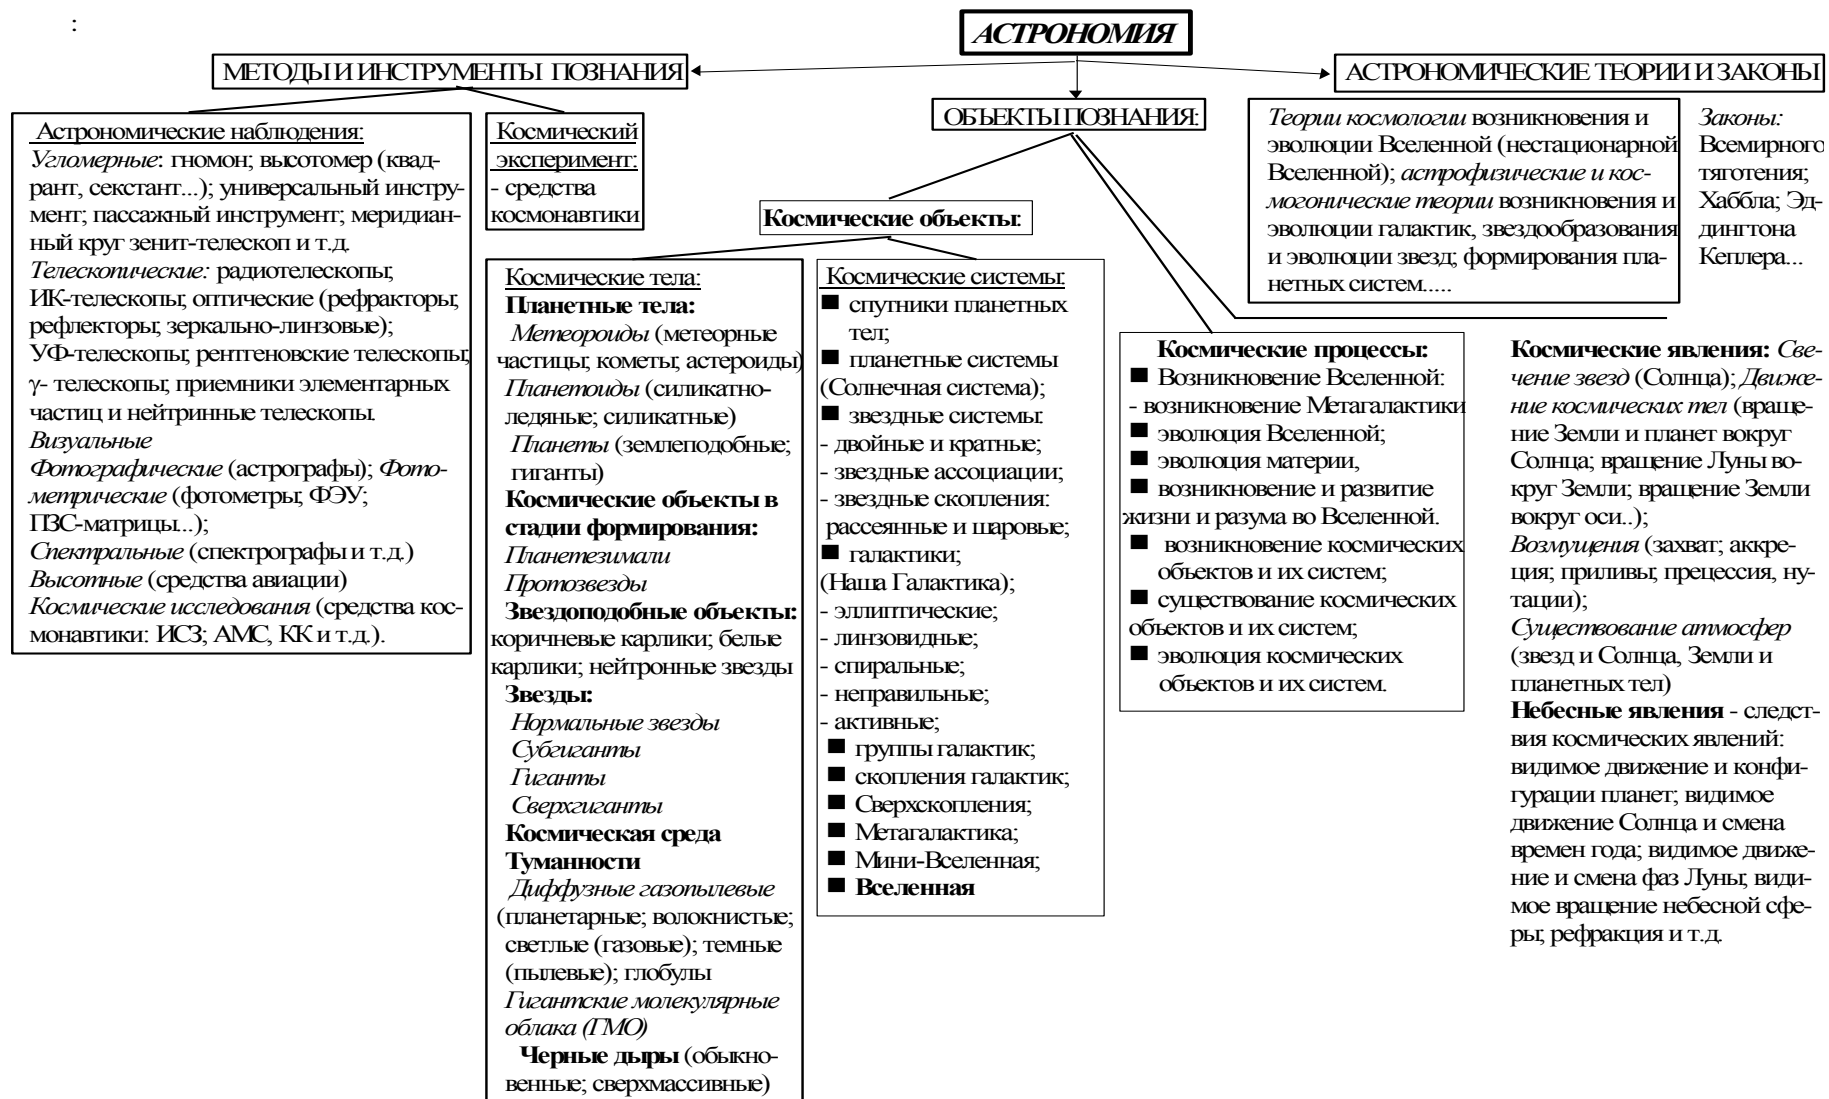 :
АСТРОНОМИЯ
МЕТОДЫ И ИНСТРУМЕНТЫ ПОЗНАНИЯ
АСТРОНОМИЧЕСКИЕ ТЕОРИИ И ЗАКОНЫ
ОБЪЕКТЫ ПОЗНАНИЯ:
Астрономические наблюдения:
Угломерные: гномон; высотомер (квад-
рант, секстант...); универсальный инстру-
мент; пассажный инструмент; меридиан-
ный круг зенит-телескоп и т.д.
Телескопические: радиотелескопы;
ИК-телескопы; оптические (рефракторы;
рефлекторы; зеркально-линзовые);
УФ-телескопы; рентгеновские телескопы;
γ- телескопы; приемники элементарных
частиц и нейтринные телескопы.
Визуальные
Фотографические (астрографы); Фото-
метрические (фотометры; ФЭУ;
ПЗС-матрицы...);
Спектральные (спектрографы и т.д.)
Высотные (средства авиации)
Космические исследования (средства кос-
монавтики: ИСЗ; АМС, КК и т.д.).
Космический
эксперимент:
- средства
космонавтики
Космические объекты:
Космические тела:
Планетные тела:
Метеороиды (метеорные
частицы; кометы; астероиды)
Планетоиды (силикатно-
ледяные; силикатные)
Планеты (землеподобные;
гиганты)
Космические объекты в
стадии формирования:
Планетезимали
Протозвезды
Звездоподобные объекты:
коричневые карлики; белые
карлики; нейтронные звезды
Звезды:
Нормальные звезды
Субгиганты
Гиганты
Сверхгиганты
Космическая среда
Туманности
Диффузные газопылевые
(планетарные; волокнистые;
светлые (газовые); темные
(пылевые); глобулы
Гигантские молекулярные
облака (ГМО)
Черные дыры (обыкно-
венные; сверхмассивные)
Космические системы:
■ спутники планетных
тел;
■ планетные системы
(Солнечная система);
■ звездные системы:
- двойные и кратные;
- звездные ассоциации;
- звездные скопления:
рассеянные и шаровые;
■ галактики;
(Наша Галактика);
- эллиптические;
- линзовидные;
- спиральные;
- неправильные;
- активные;
■ группы галактик;
■ скопления галактик;
■ Сверхскопления;
■ Метагалактика;
■ Мини-Вселенная;
■ Вселенная
Теории космологии возникновения и
эволюции Вселенной (нестационарной
Вселенной); астрофизические и кос-
могонические теории возникновения и
эволюции галактик, звездообразования
и эволюции звезд; формирования пла-
нетных систем.....
Законы:
Всемирного
тяготения;
Хаббла; Эд-
дингтона
Кеплера...
Космические процессы:
■ Возникновение Вселенной:
- возникновение Метагалактики
■ эволюция Вселенной;
■ эволюция материи,
■ возникновение и развитие
жизни и разума во Вселенной.
■ возникновение космических
объектов и их систем;
■ существование космических
объектов и их систем;
■ эволюция космических
объектов и их систем.
Космические явления: Све-
чение звезд (Солнца); Движе-
ние космических тел (враще-
ние Земли и планет вокруг
Солнца; вращение Луны во-
круг Земли; вращение Земли
вокруг оси..);
Возмущения (захват; аккре-
ция; приливы; прецессия, ну-
тации);
Существование атмосфер
(звезд и Солнца, Земли и
планетных тел)
Небесные явления - следст-
вия космических явлений:
видимое движение и конфи-
гурации планет; видимое
движение Солнца и смена
времен года; видимое движе-
ние и смена фаз Луны; види-
мое вращение небесной сфе-
ры; рефракция и т.д.